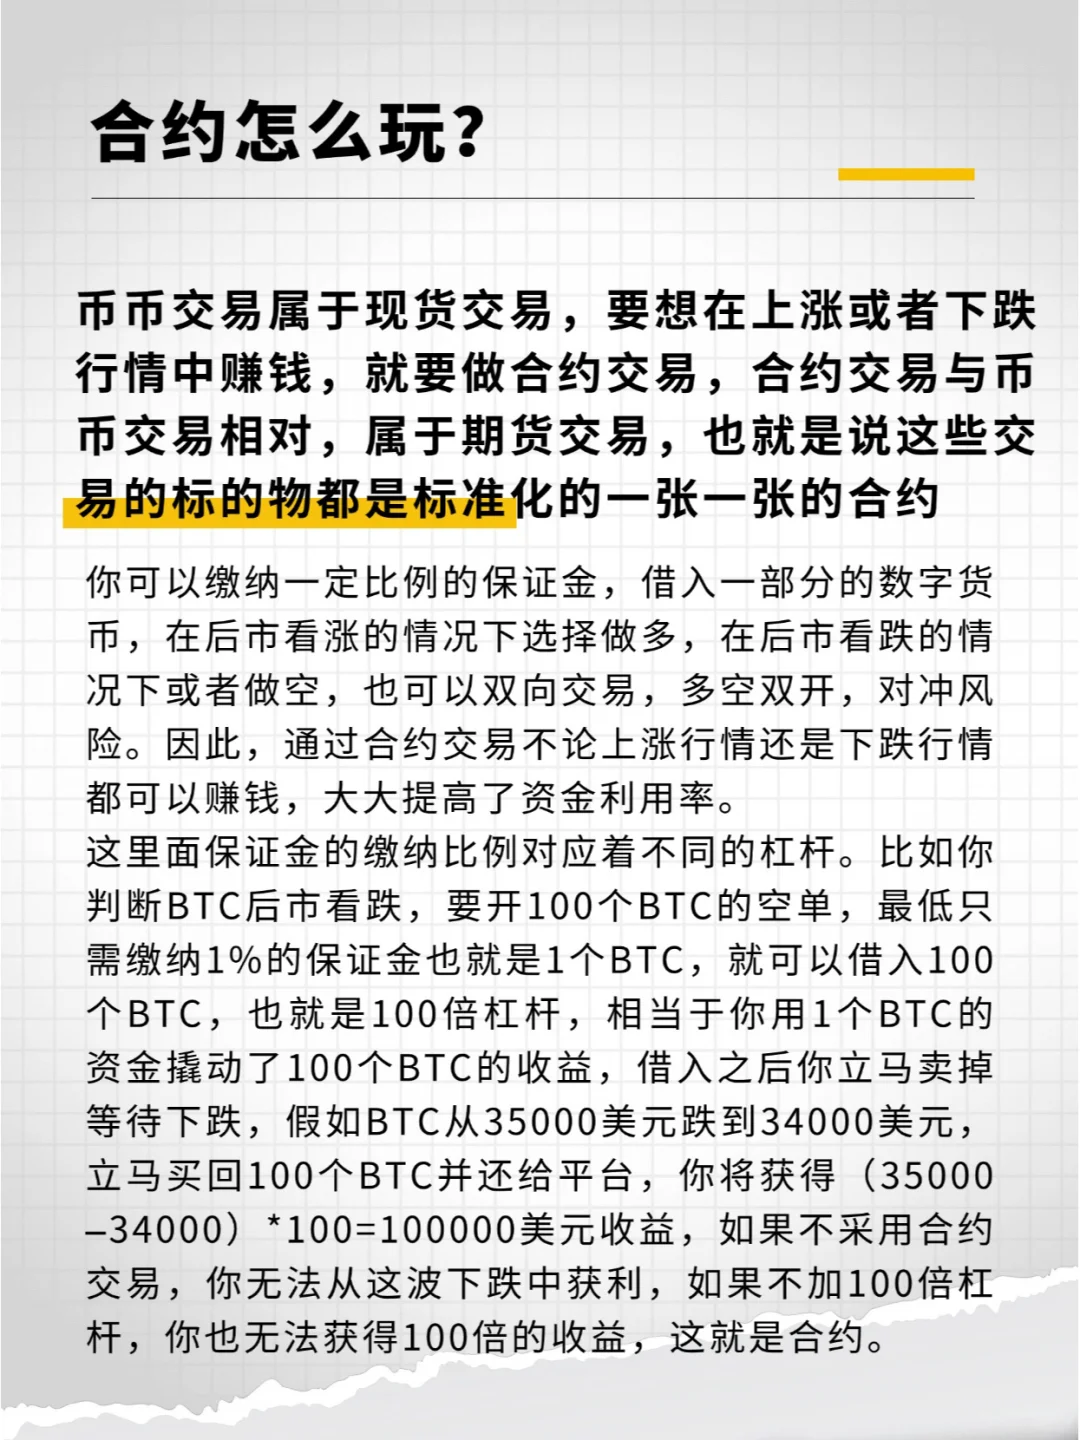 合约怎么玩？
币币交易属于现货交易，要想在上涨或者下跌
行情中赚钱，就要做合约交易，合约交易与币
币交易相对，属于期货交易，也就是说这些交
易的标的物都是标准化的一张一张的合约
你可以缴纳一定比例的保证金，借入一部分的数字货
币，在后市看涨的情况下选择做多，在后市看跌的情
况下或者做空，也可以双向交易，多空双开，对冲风
险。因此，通过合约交易不论上涨行情还是下跌行情
都可以赚钱，大大提高了资金利用率。
这里面保证金的缴纳比例对应着不同的杠杆。比如你
判断BTC后市看跌，要开100个BTC的空单，最低只
需缴纳1%的保证金也就是1个BTC，就可以借入100
个BTC，也就是100倍杠杆，相当于你用1个BTC的
资金撬动了100个BTC的收益，借入之后你立马卖掉
等待下跌，假如BTC从35000美元跌到34000美元，
立马买回100个BTC并还给平台，你将获得（35000
–34000）*100=100000美元收益，如果不采用合约
交易，你无法从这波下跌中获利，如果不加100倍杠
杆，你也无法获得100倍的收益，这就是合约。